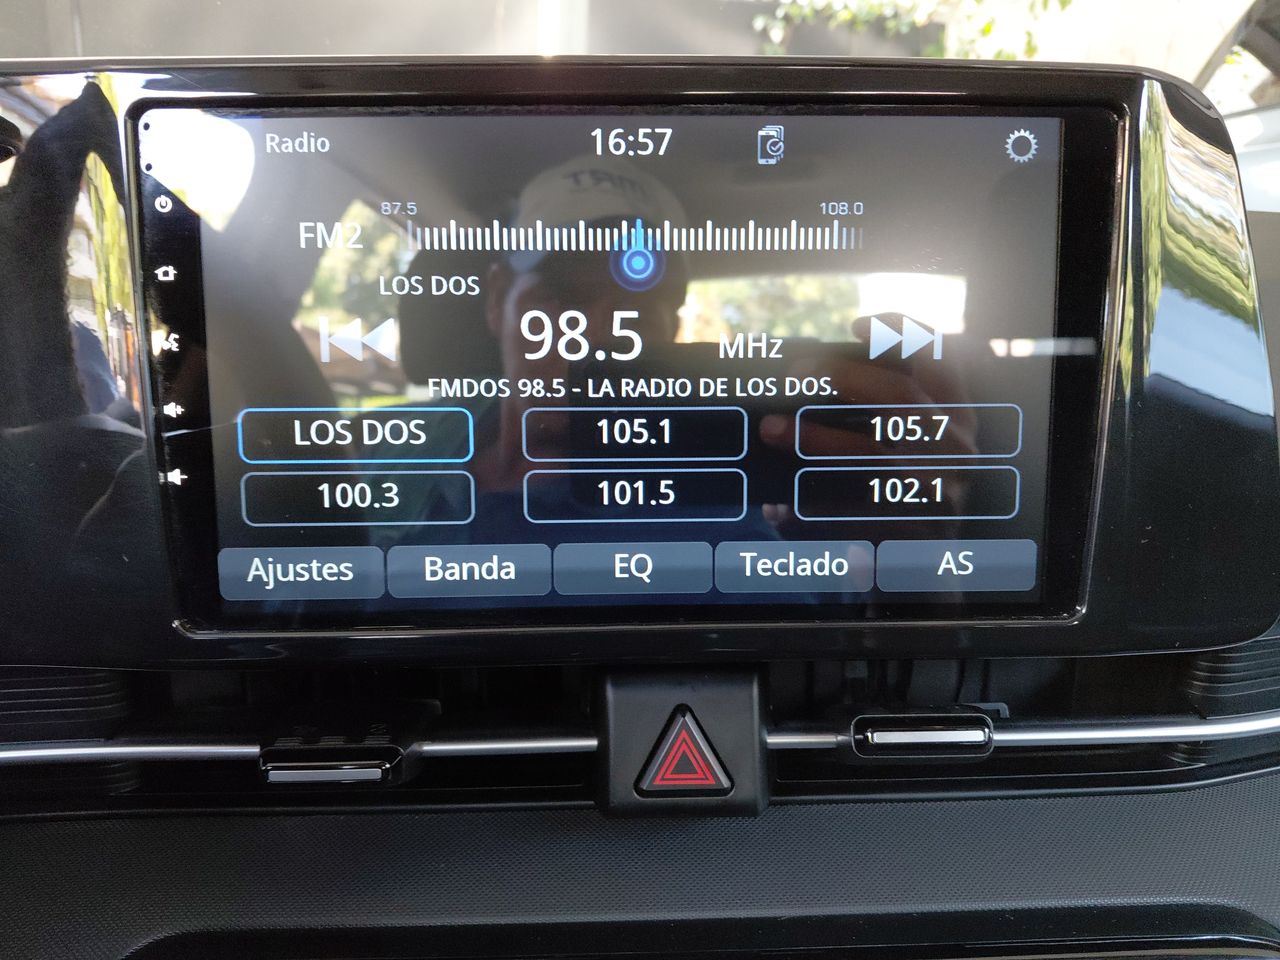 Radio 16:57
87.5 108.0
FM2
LOS DOS
98.5 MHz
FMDOS 98.5 - LA RADIO DE LOS DOS.
LOS DOS 105.1 105.7
100.3 101.5 102.1
Ajustes Banda EQ Teclado AS